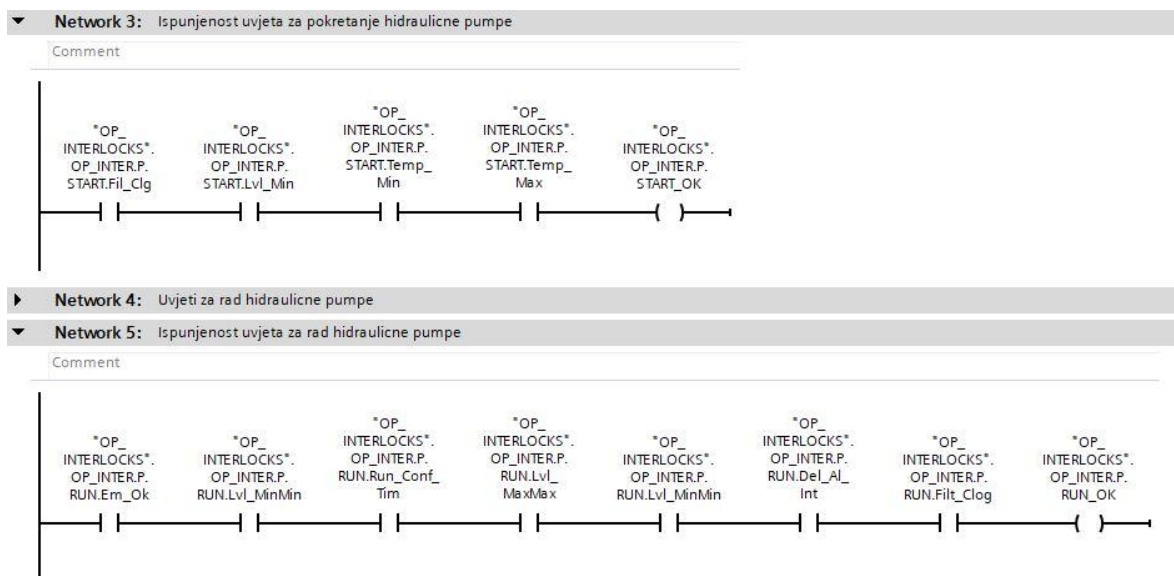 Network 3: Ispunjenost uvjeta za pokretanje hidraulicne pumpe
Comment
"OP_
INTERLOCKS".
OP_INTER.P.
START.Fil_Clg
"OP_
INTERLOCKS".
OP_INTER.P.
START.Lvl_Min
"OP_
INTERLOCKS".
OP_INTER.P.
START.Temp_
Min
"OP_
INTERLOCKS".
OP_INTER.P.
START.Temp_
Max
"OP_
INTERLOCKS".
OP_INTER.P.
START_OK
Network 4: Uvjeti za rad hidraulicne pumpe
Network 5: Ispunjenost uvjeta za rad hidraulicne pumpe
Comment
"OP_
INTERLOCKS".
OP_INTER.P.
RUN.Em_Ok
"OP_
INTERLOCKS".
OP_INTER.P.
RUN.Lvl_MinMin
"OP_
INTERLOCKS".
OP_INTER.P.
RUN.Run_Conf_
Tim
"OP_
INTERLOCKS".
OP_INTER.P.
RUN.Lvl_
MaxMax
"OP_
INTERLOCKS".
OP_INTER.P.
RUN.Lvl_MinMin
"OP_
INTERLOCKS".
OP_INTER.P.
RUN.Del_Al_
Int
"OP_
INTERLOCKS".
OP_INTER.P.
RUN.Filt_Clog
"OP_
INTERLOCKS".
OP_INTER.P.
RUN_OK